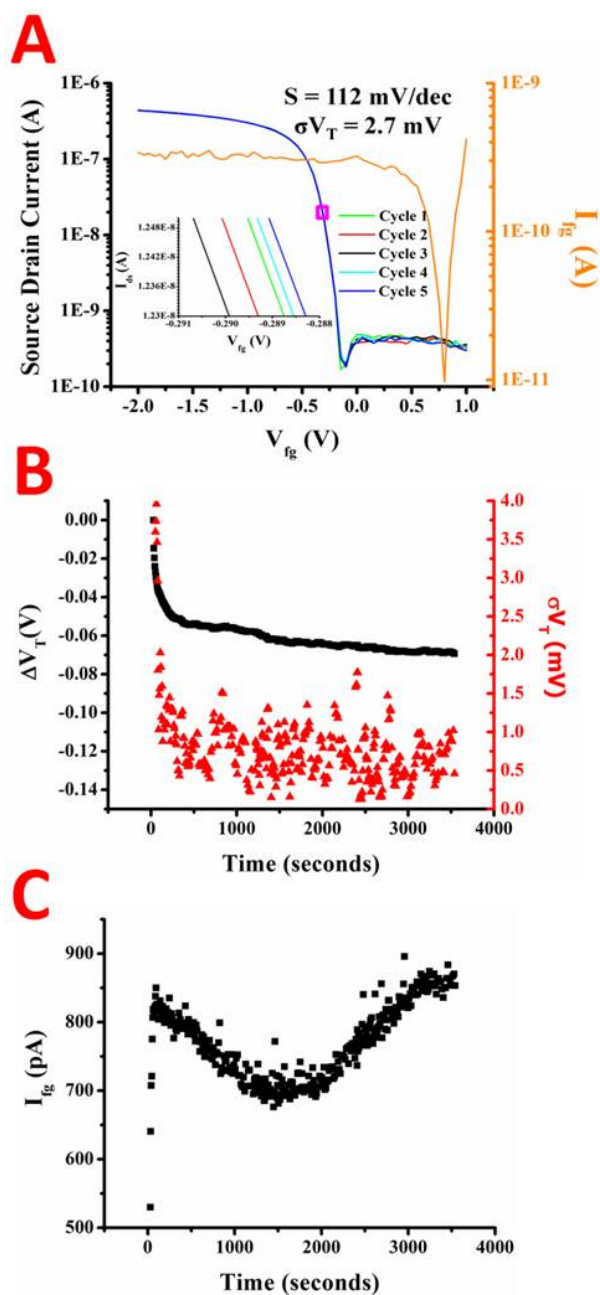 A
Source Drain Current (A)
1E-6
1E-7
1E-8
1E-9
1E-10
S = 112 mV/dec
σV_T = 2.7 mV
1E-9
1E-10
1E-11
I_fg (A)
Cycle 1
Cycle 2
Cycle 3
Cycle 4
Cycle 5
I_ds (A)
1.248E-8
1.242E-8
1.236E-8
1.23E-8
-0.291 -0.290 -0.289 -0.288
V_fg (V)
-2.0 -1.5 -1.0 -0.5 0.0 0.5 1.0
V_fg (V)
B
ΔV_T(V)
0.00
-0.02
-0.04
-0.06
-0.08
-0.10
-0.12
-0.14
4.0
3.5
3.0
2.5
2.0
1.5
1.0
0.5
0.0
σV_T (mV)
0 1000 2000 3000 4000
Time (seconds)
C
I_fg (pA)
900
800
700
600
500
0 1000 2000 3000 4000
Time (seconds)